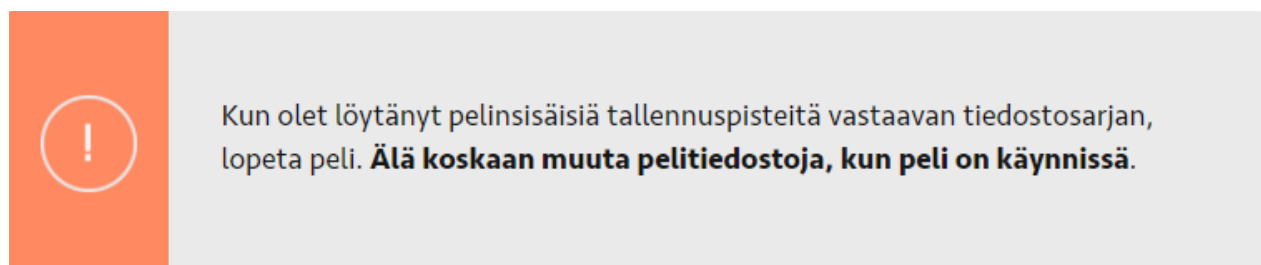 Kun olet löytänyt pelinsisäisiä tallennuspisteitä vastaavan tiedostosarjan,
lopeta peli. Älä koskaan muuta pelitiedostoja, kun peli on käynnissä.